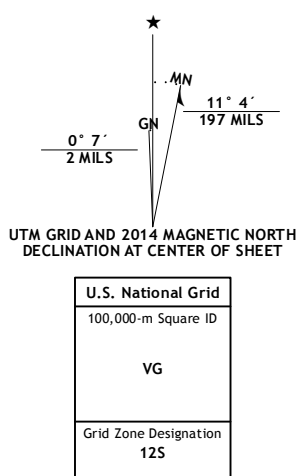 ★
MN
GN
11° 4´
197 MILS
0° 7´
2 MILS
UTM GRID AND 2014 MAGNETIC NORTH
DECLINATION AT CENTER OF SHEET
U.S. National Grid
100,000-m Square ID
VG
Grid Zone Designation
12S